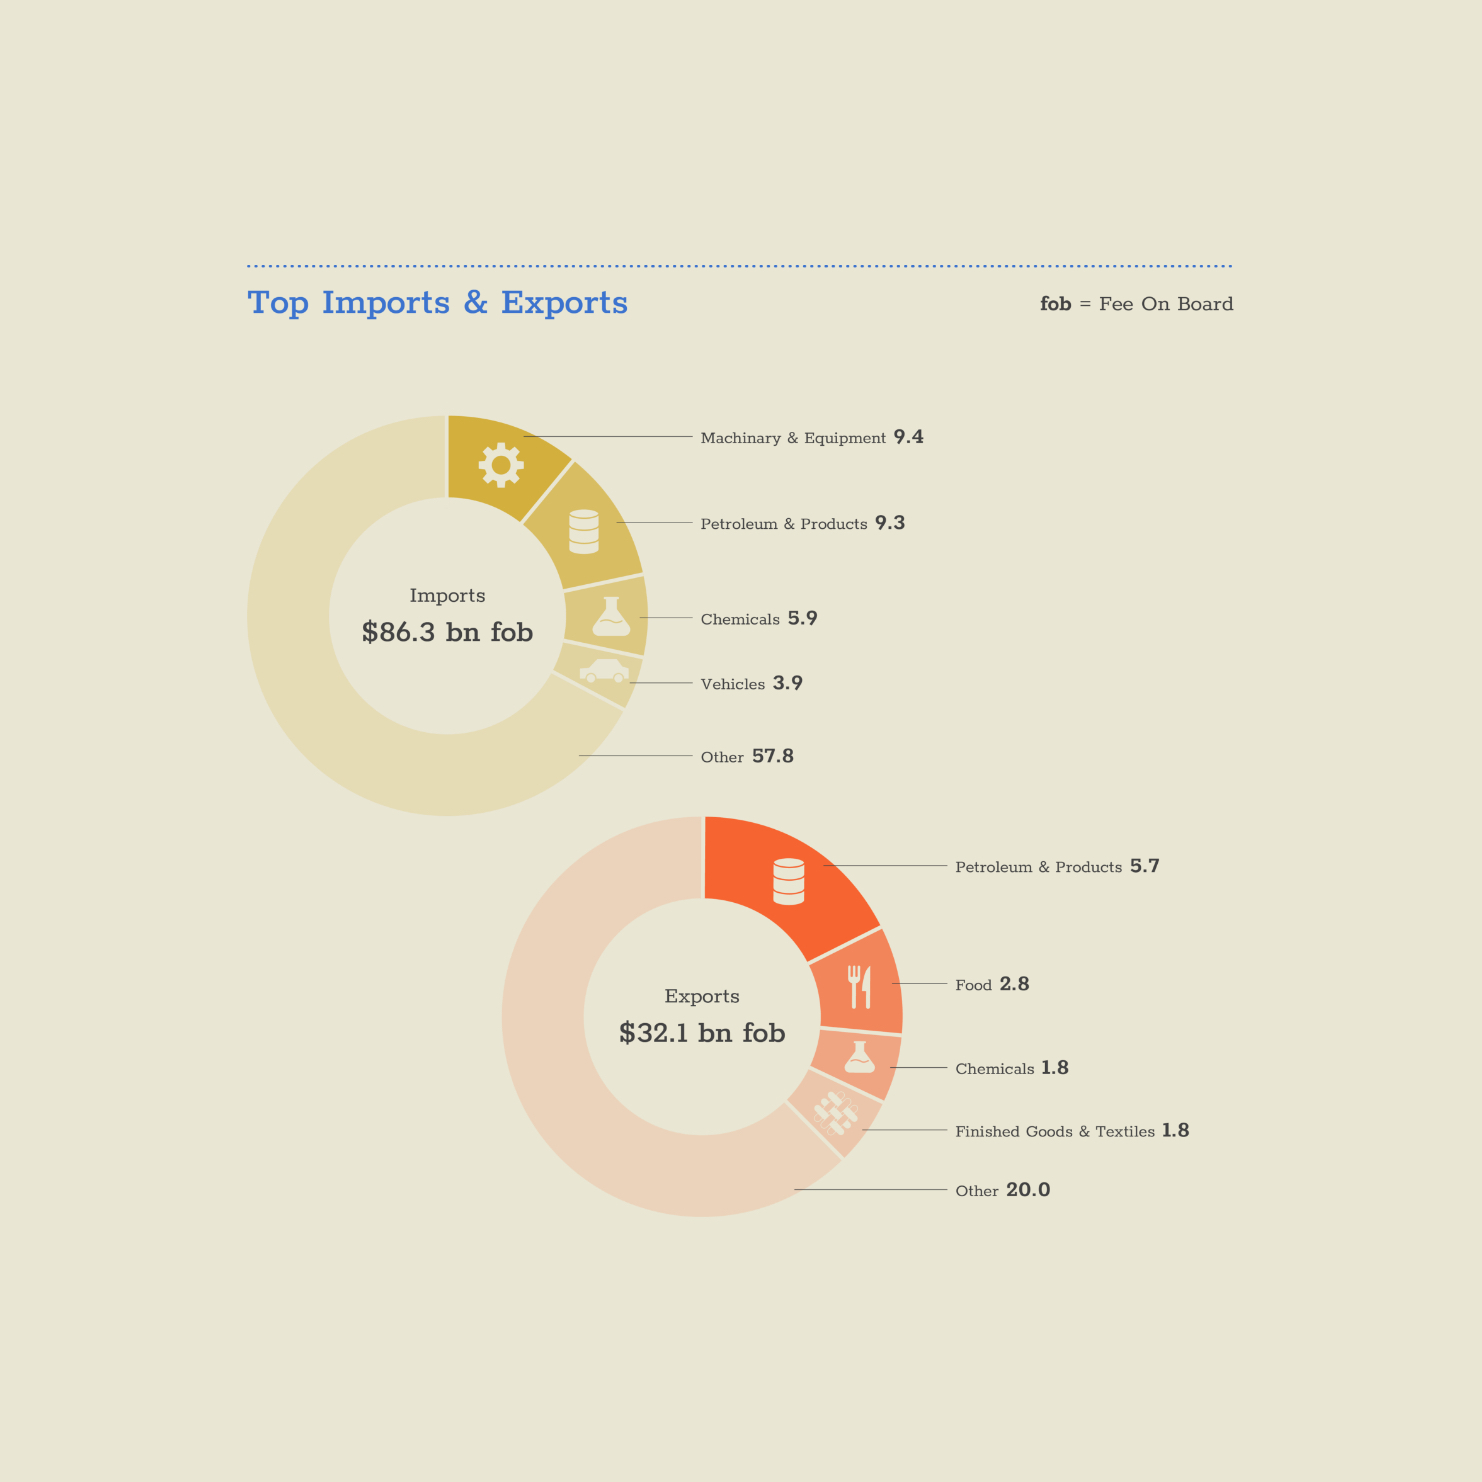 Top Imports & Exports
fob = Fee On Board
Machinary & Equipment 9.4
Petroleum & Products 9.3
Chemicals 5.9
Vehicles 3.9
Other 57.8
Imports
$86.3 bn fob
Petroleum & Products 5.7
Food 2.8
Chemicals 1.8
Finished Goods & Textiles 1.8
Other 20.0
Exports
$32.1 bn fob